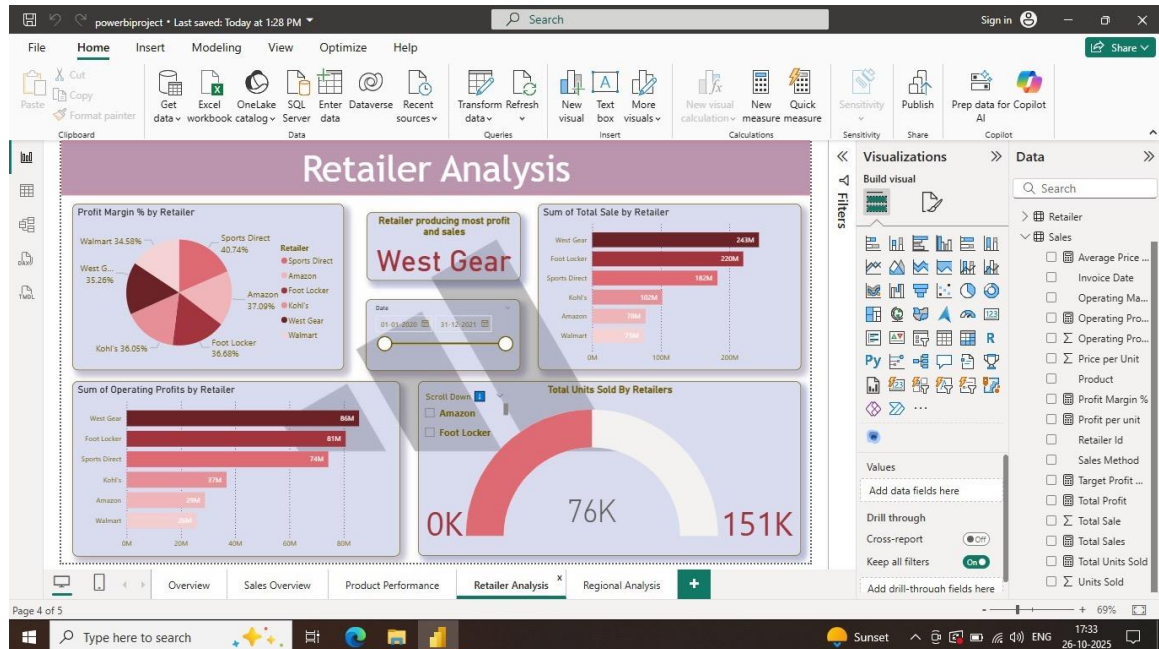 powerbiproject • Last saved: Today at 1:28 PM
Search
Sign in
File Home Insert Modeling View Optimize Help
Share
Paste
Cut
Copy
Format painter
Clipboard
Get data
Excel workbook
OneLake catalog
SQL Server
Enter data
Dataverse
Recent sources
Data
Transform data
Refresh
Queries
New visual
Text box
More visuals
Insert
New visual calculation
New measure
Quick measure
Calculations
Sensitivity
Sensitivity
Publish
Share
Prep data for AI
Copilot
Copilot
Retailer Analysis
Profit Margin % by Retailer
Walmart 34.58%
Sports Direct 40.74%
West G... 35.26%
Amazon 37.09%
Kohl's 36.05%
Foot Locker 36.68%
Retailer
Sports Direct
Amazon
Foot Locker
Kohl's
West Gear
Walmart
Retailer producing most profit and sales
West Gear
Date
01-01-2020
31-12-2021
Sum of Total Sale by Retailer
West Gear 243M
Foot Locker 220M
Sports Direct 182M
Kohl's 102M
Amazon 78M
Walmart 75M
0M 100M 200M
Sum of Operating Profits by Retailer
West Gear 86M
Foot Locker 81M
Sports Direct 74M
Kohl's 37M
Amazon 29M
Walmart 26M
0M 20M 40M 60M 80M
Scroll Down
Amazon
Foot Locker
Total Units Sold By Retailers
0K
76K
151K
Filters
Visualizations
Build visual
123
R
Py
123
Values
Add data fields here
Drill through
Cross-report
Off
Keep all filters
On
Add drill-through fields here
Data
Search
Retailer
Sales
Average Price ...
Invoice Date
Operating Ma...
Operating Pro...
Operating Pro...
Price per Unit
Product
Profit Margin %
Profit per unit
Retailer Id
Sales Method
Target Profit ...
Total Profit
Total Sale
Total Sales
Total Units Sold
Units Sold
DAX
TMDL
Overview
Sales Overview
Product Performance
Retailer Analysis
Regional Analysis
Page 4 of 5
69%
Type here to search
Sunset
ENG
17:33
26-10-2025